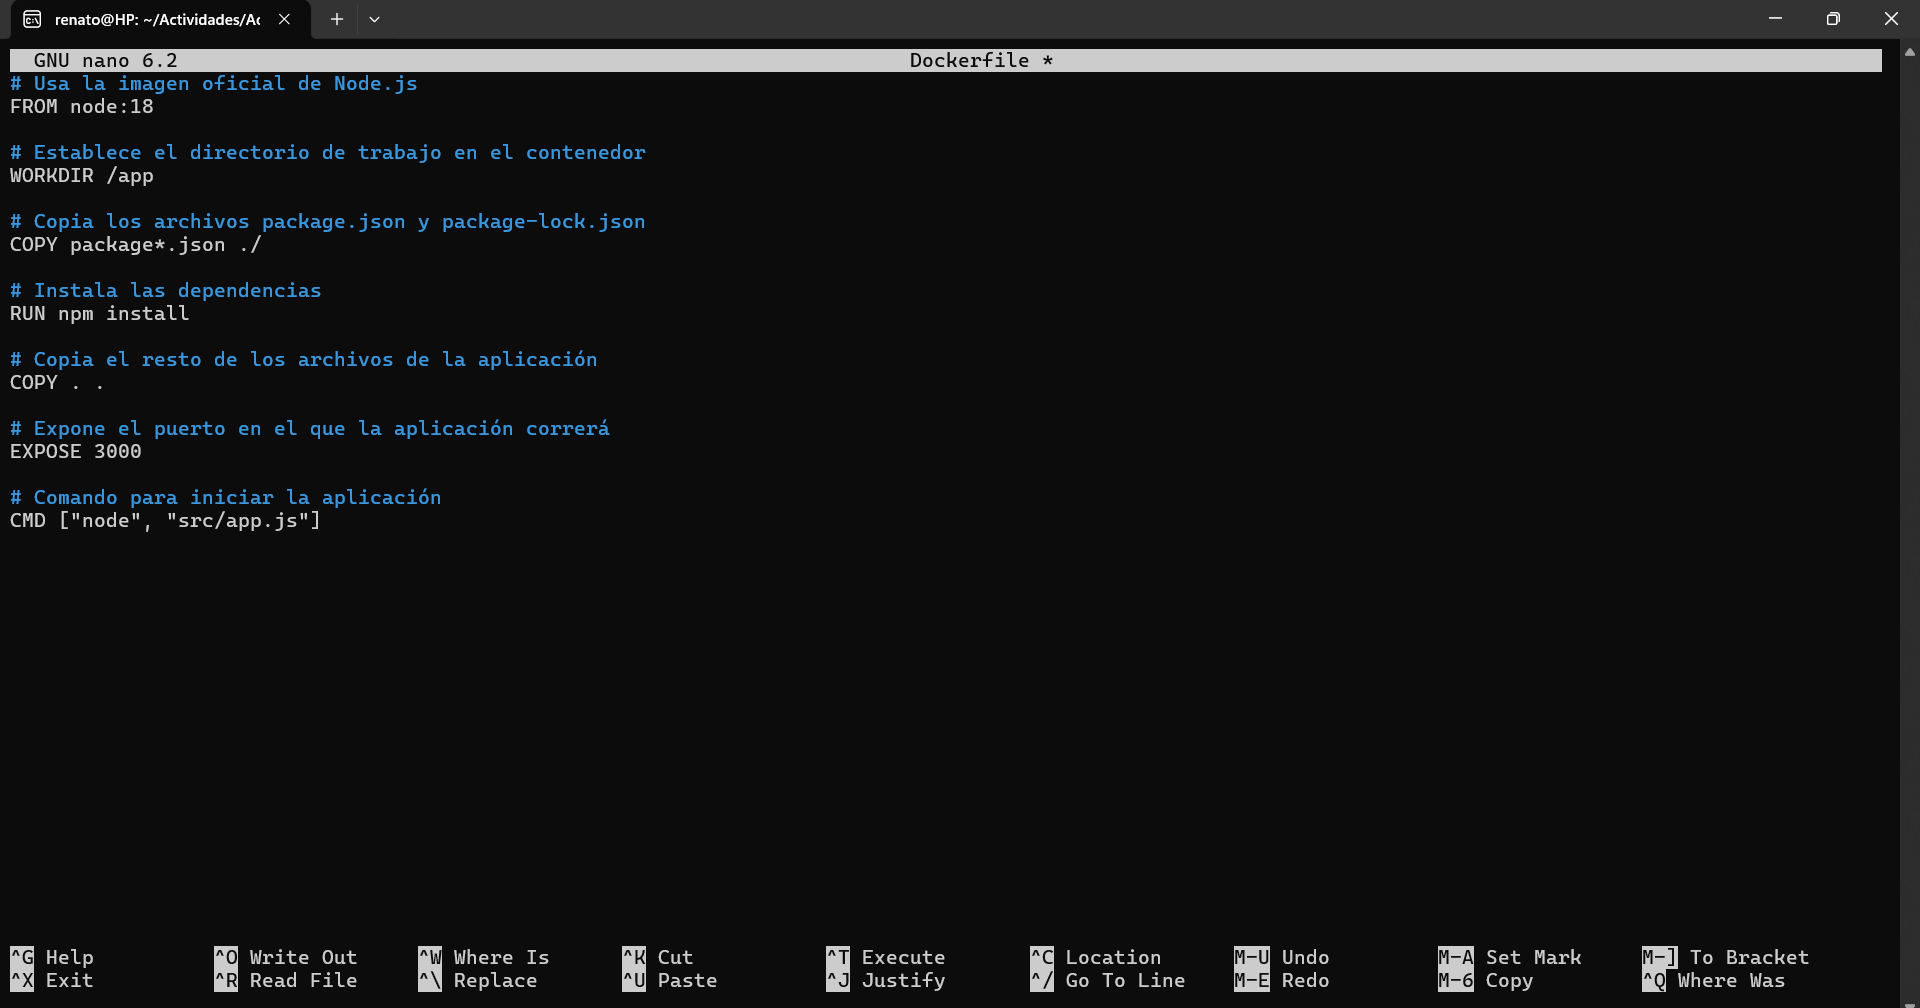 renato@HP: ~/Actividades/Ac
GNU nano 6.2 Dockerfile *
# Usa la imagen oficial de Node.js
FROM node:18
# Establece el directorio de trabajo en el contenedor
WORKDIR /app
# Copia los archivos package.json y package-lock.json
COPY package*.json ./
# Instala las dependencias
RUN npm install
# Copia el resto de los archivos de la aplicación
COPY . .
# Expone el puerto en el que la aplicación correrá
EXPOSE 3000
# Comando para iniciar la aplicación
CMD ["node", "src/app.js"]
^G Help ^O Write Out ^W Where Is ^K Cut ^T Execute ^C Location M-U Undo M-A Set Mark M-] To Bracket
^X Exit ^R Read File ^\ Replace ^U Paste ^J Justify ^/ Go To Line M-E Redo M-6 Copy ^Q Where Was